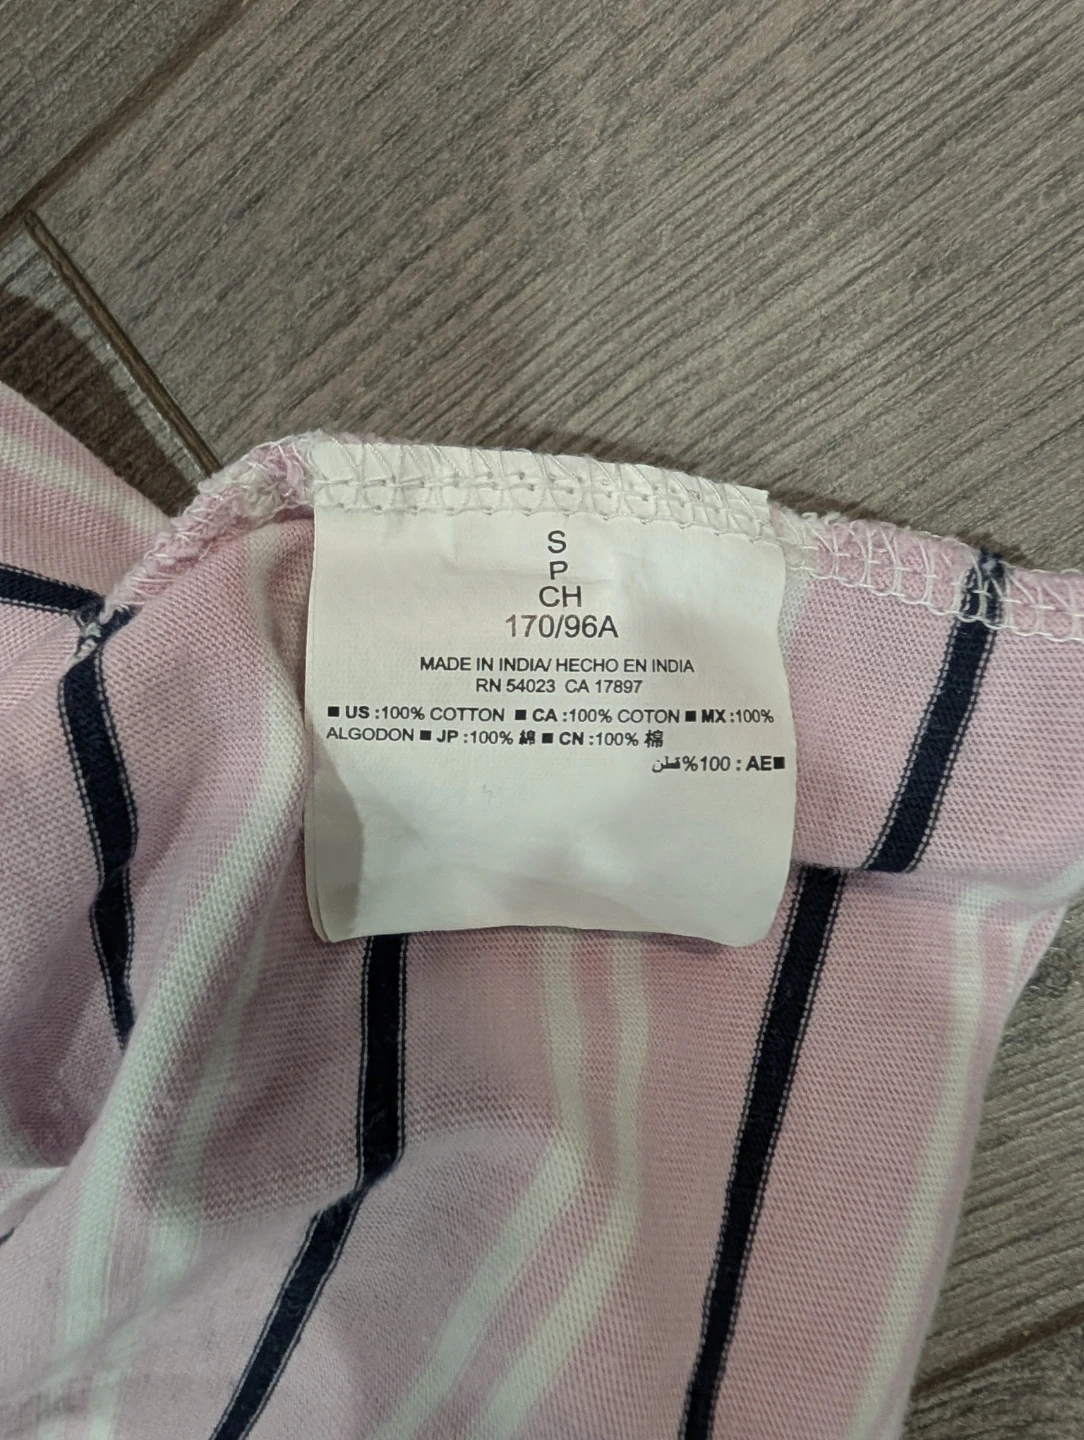 S
P
CH
170/96A
MADE IN INDIA/ HECHO EN INDIA
RN 54023 CA 17897
■ US :100% COTTON ■ CA :100% COTON ■ MX :100%
ALGODON ■ JP :100% 綿 ■ CN :100% 棉
■AE : 100% قطن